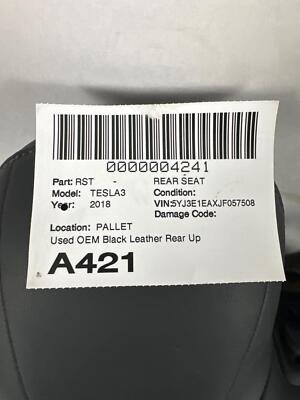 0000004241
Part: RST - REAR SEAT
Model: TESLA3 Condition:
Year: 2018 VIN:5YJ3E1EAXJF057508
Damage Code:
Location: PALLET
Used OEM Black Leather Rear Up
A421